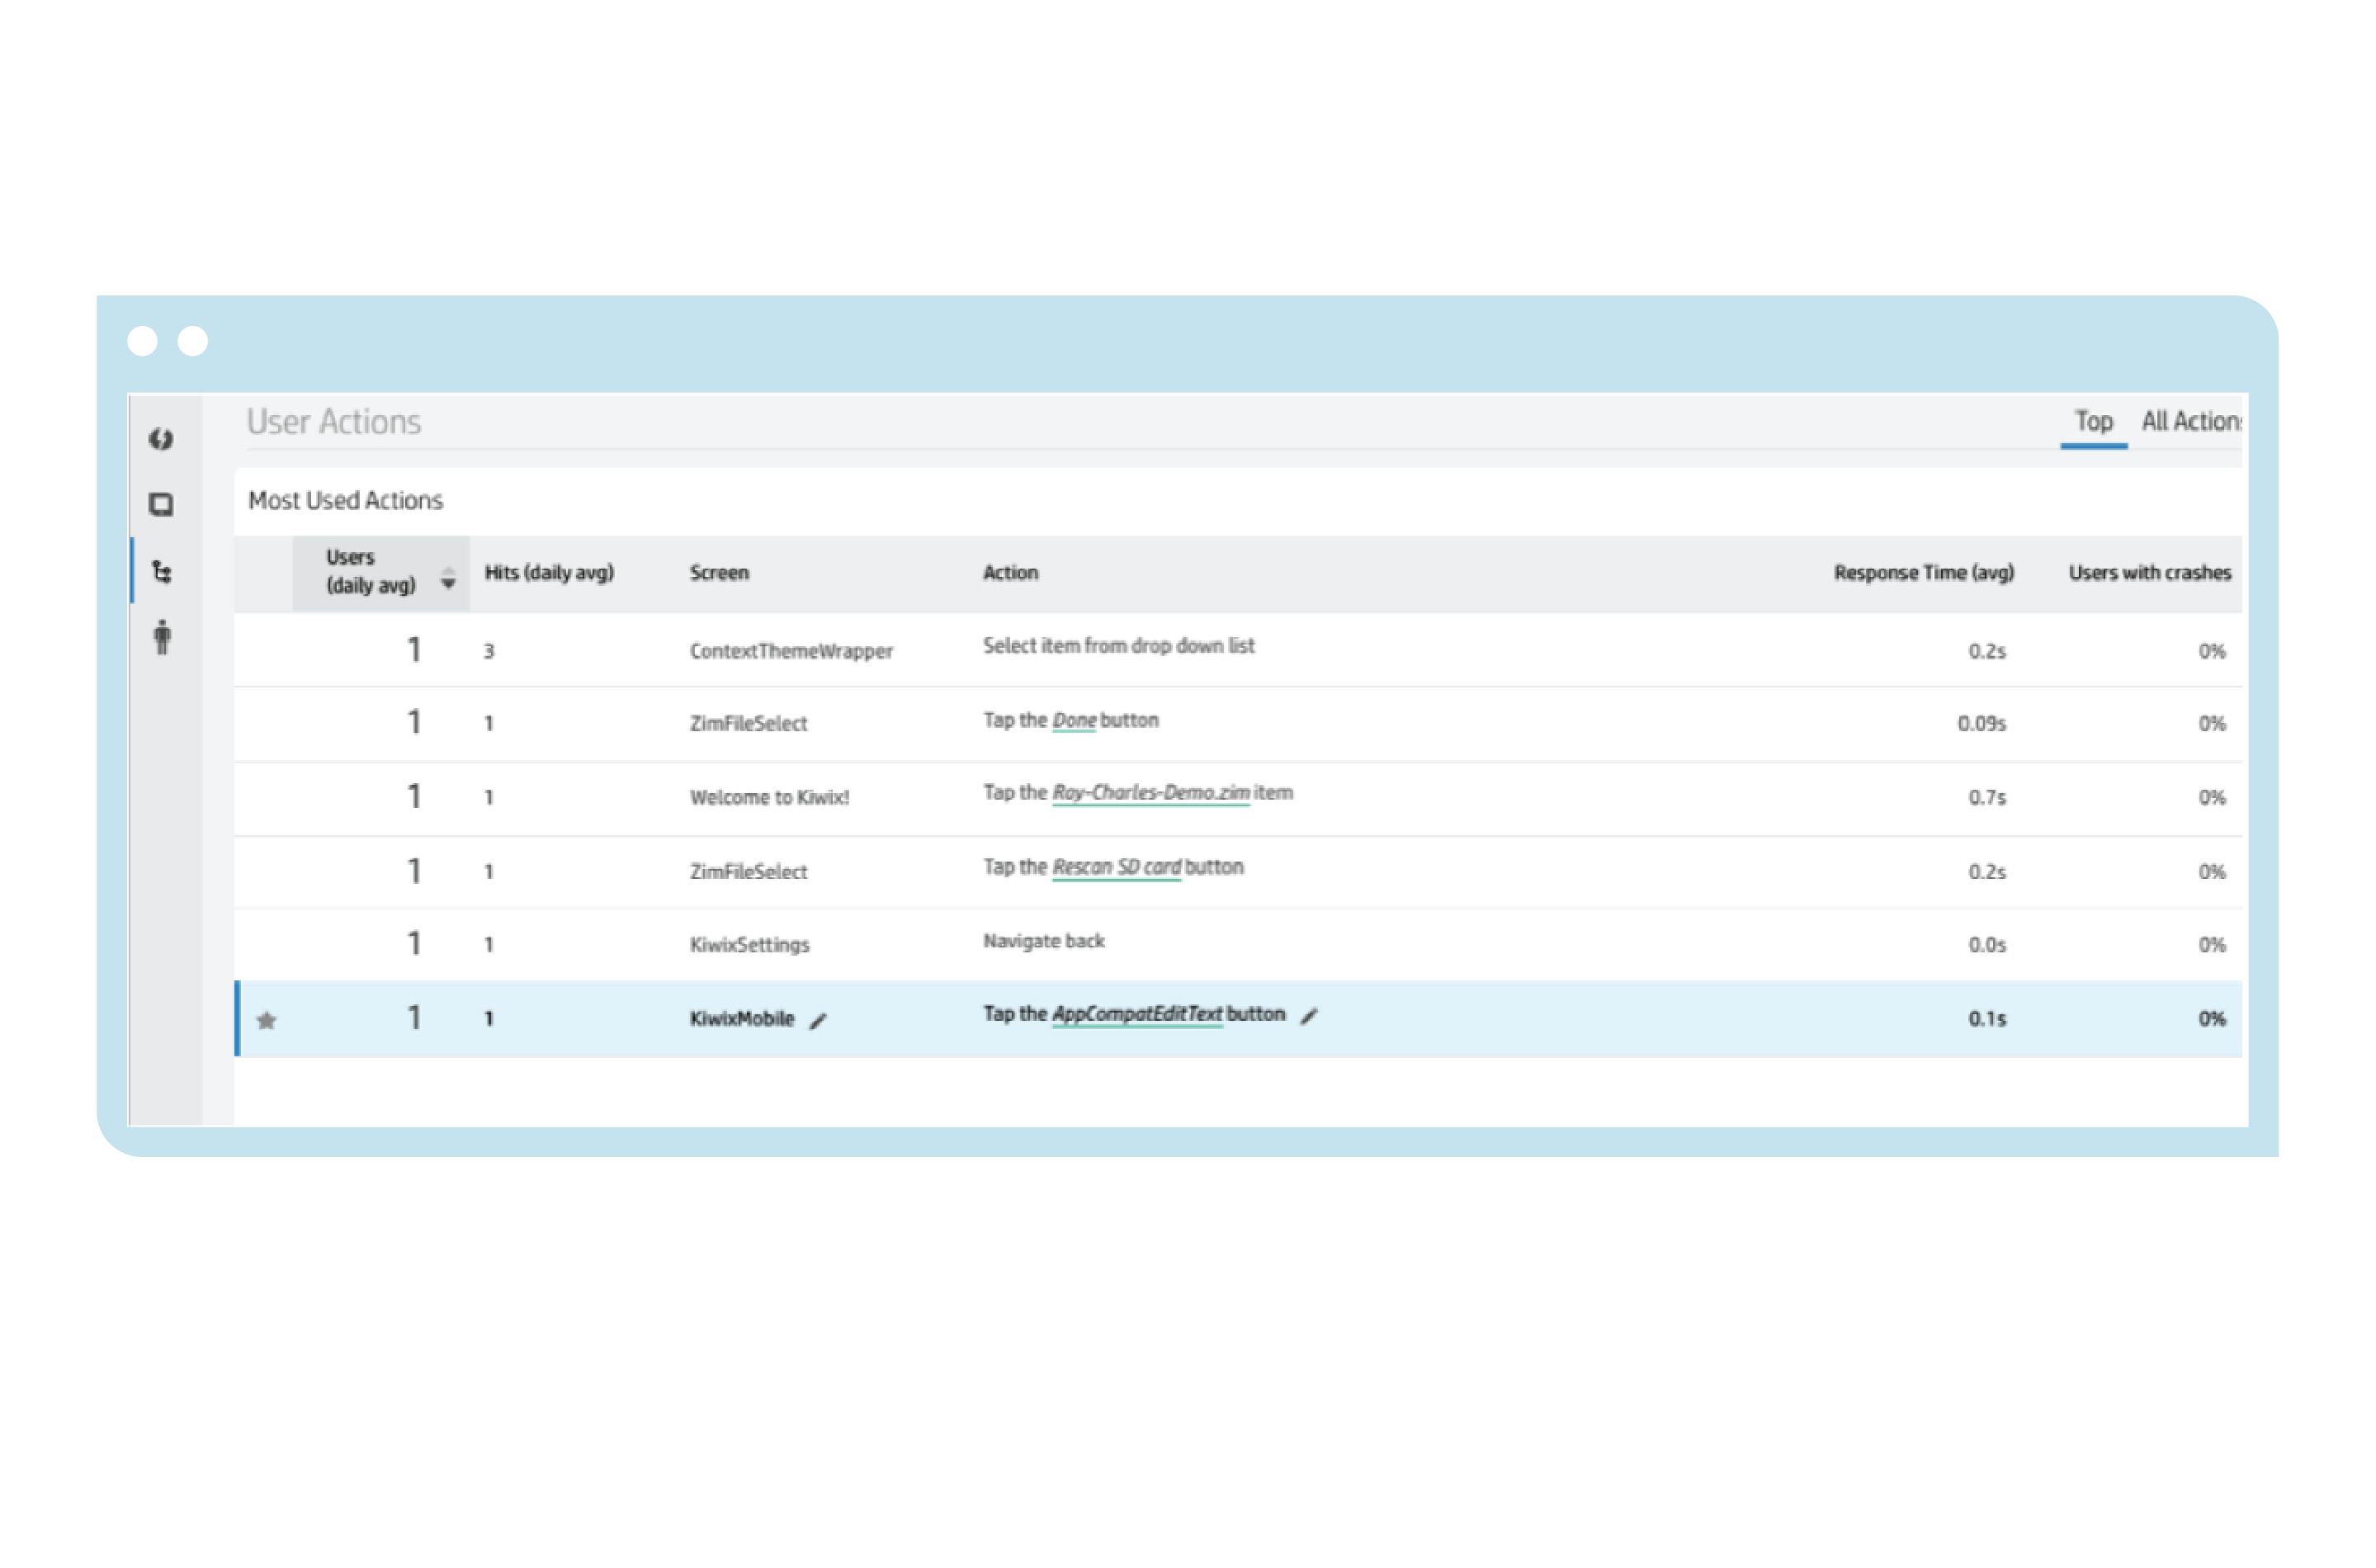 User Actions
Top All Action
Most Used Actions
Users (daily avg) Hits (daily avg) Screen Action Response Time (avg) Users with crashes
1 3 ContextThemeWrapper Select item from drop down list 0.2s 0%
1 1 ZimFileSelect Tap the Done button 0.09s 0%
1 1 Welcome to Kiwix! Tap the Ray-Charles-Demo.zim item 0.7s 0%
1 1 ZimFileSelect Tap the Rescan SD card button 0.2s 0%
1 1 KiwixSettings Navigate back 0.0s 0%
1 1 KiwixMobile Tap the AppCompatEditText button 0.1s 0%